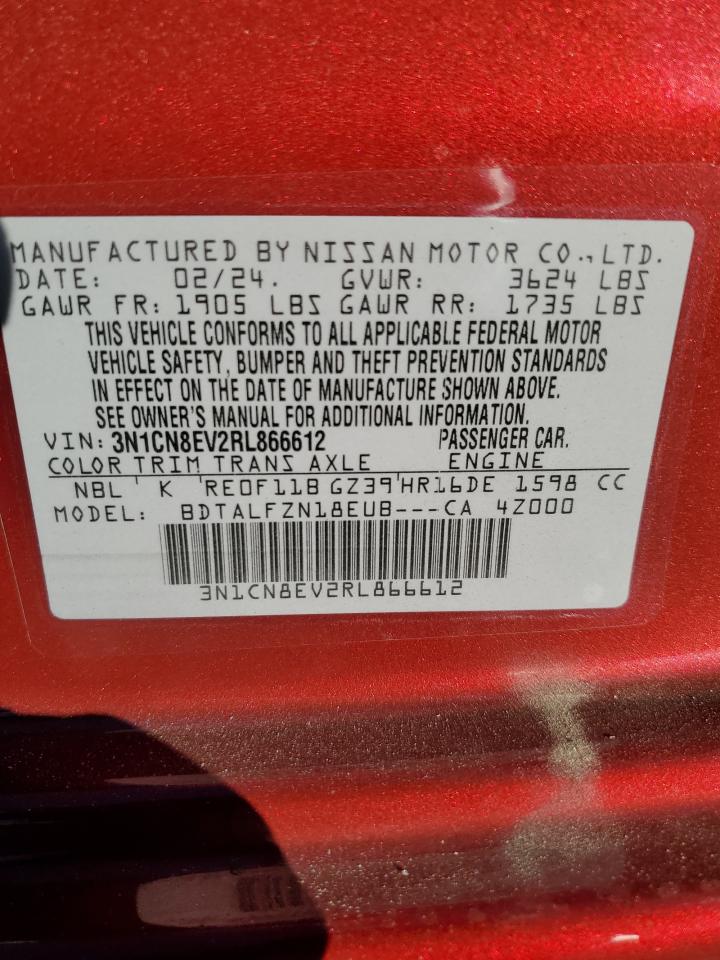 MANUFACTURED BY NISSAN MOTOR CO., LTD.
DATE: 02/24. GVWR: 3624 LBS
GAWR FR: 1905 LBS GAWR RR: 1735 LBS
THIS VEHICLE CONFORMS TO ALL APPLICABLE FEDERAL MOTOR
VEHICLE SAFETY, BUMPER AND THEFT PREVENTION STANDARDS
IN EFFECT ON THE DATE OF MANUFACTURE SHOWN ABOVE.
SEE OWNER'S MANUAL FOR ADDITIONAL INFORMATION.
VIN: 3N1CN8EV2RL866612 PASSENGER CAR.
COLOR TRIM TRANS AXLE ENGINE
NBL K RE0F11B GZ39 HR16DE 1598 CC
MODEL: BDTALFZN18EUB---CA 4Z000
3N1CN8EV2RL866612